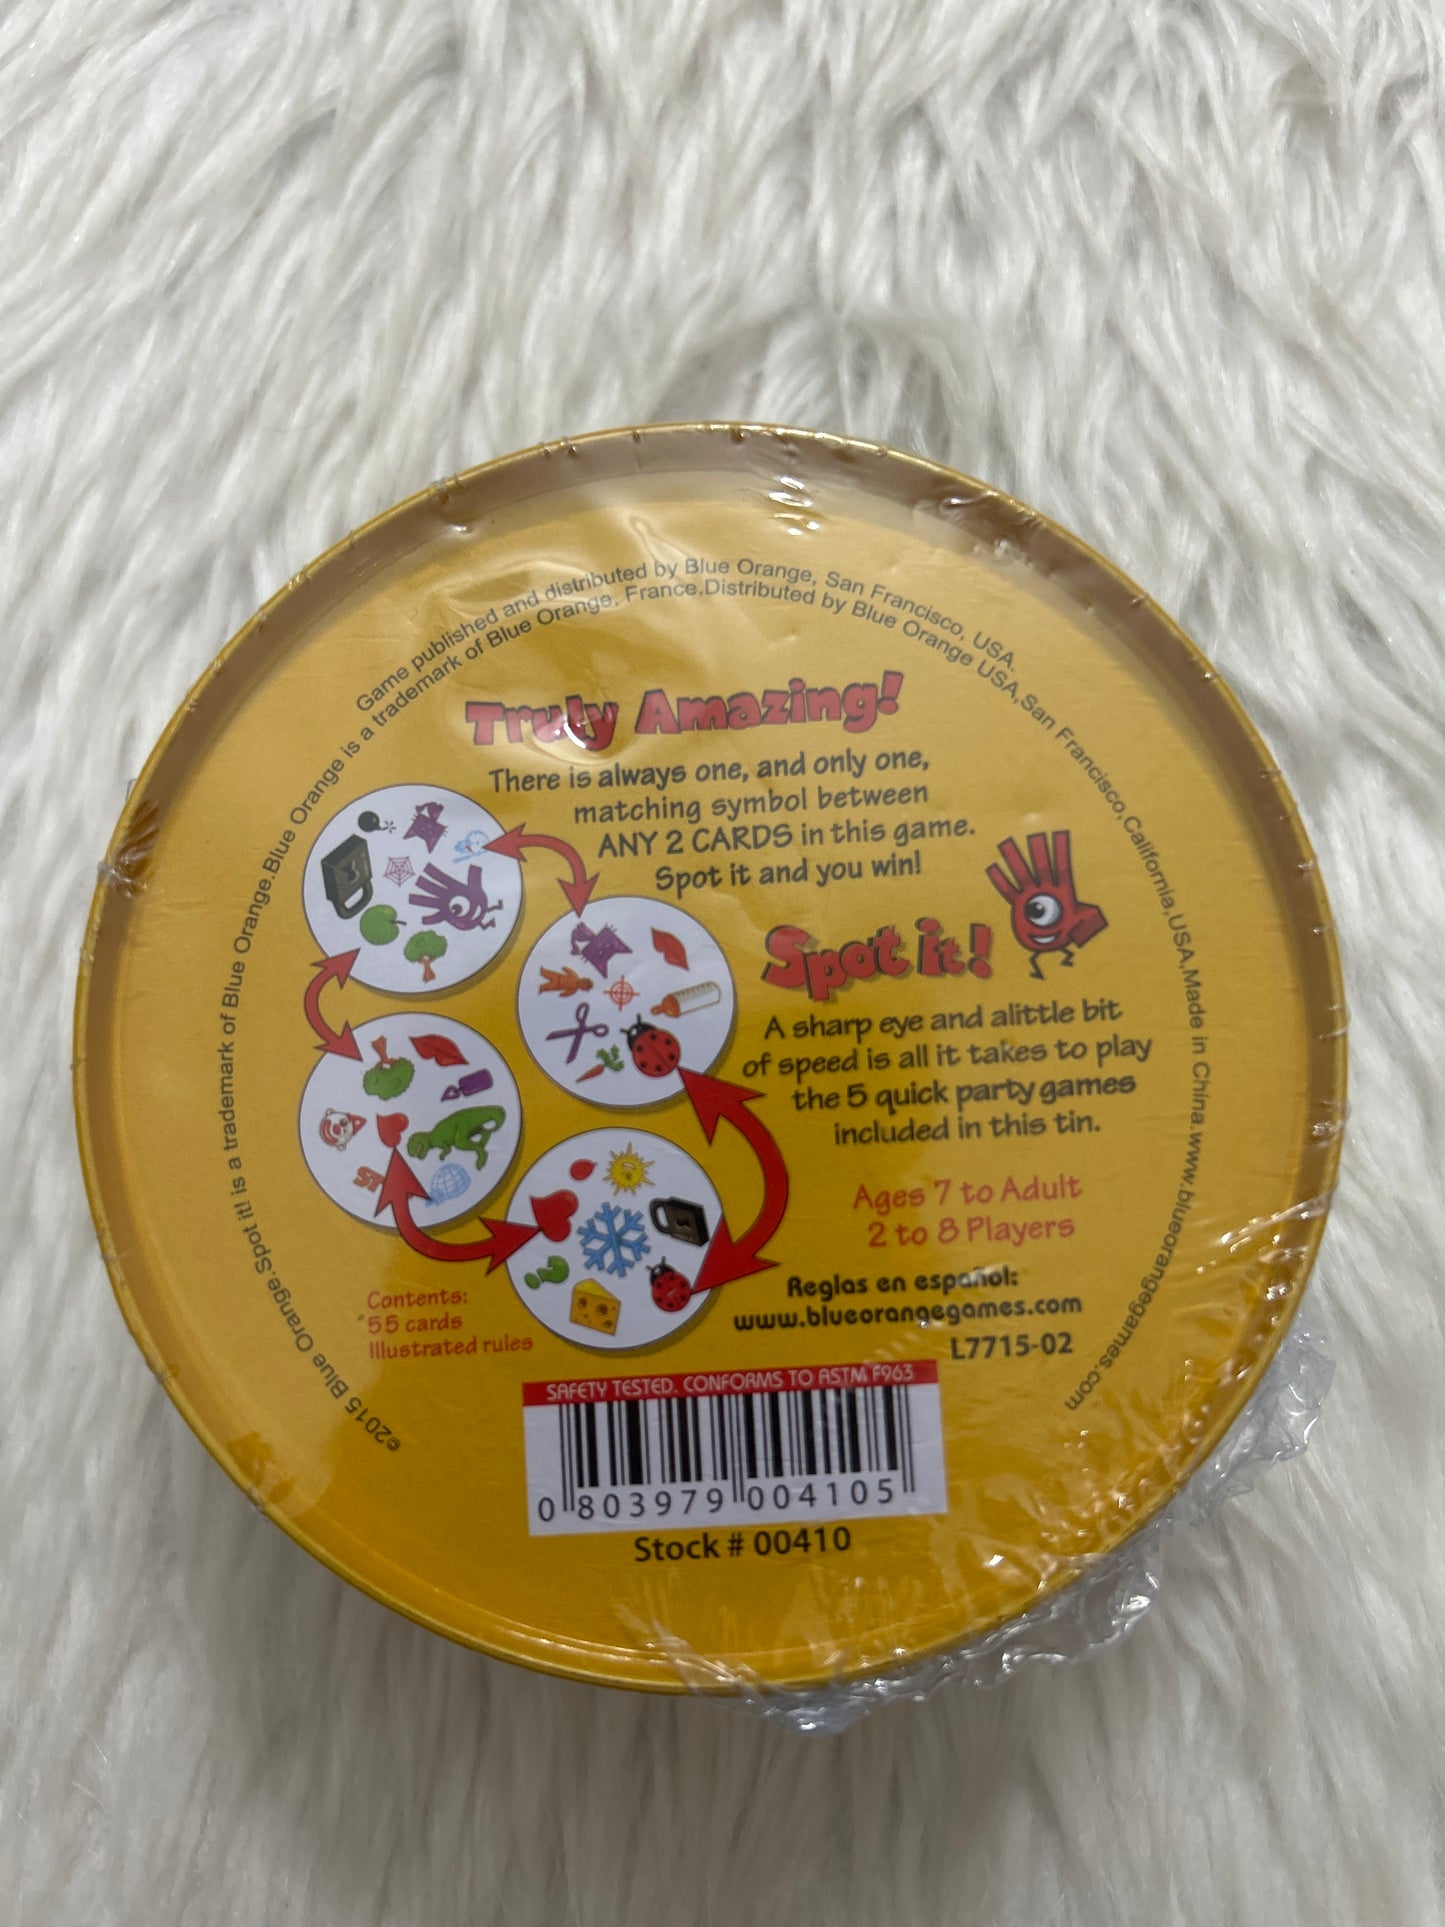 Game published and distributed by Blue Orange, San Francisco, USA.
©2015 Blue Orange.Spot it! is a trademark of Blue Orange.Blue Orange is a trademark of Blue Orange, France.Distributed by Blue Orange USA,San Francisco,California,USA.Made in China.www.blueorangegames.com
Truly Amazing!
There is always one, and only one,
matching symbol between
ANY 2 CARDS in this game.
Spot it and you win!
Spot it!
A sharp eye and alittle bit
of speed is all it takes to play
the 5 quick party games
included in this tin.
Ages 7 to Adult
2 to 8 Players
Reglas en español:
www.blueorangegames.com
L7715-02
Contents:
55 cards
Illustrated rules
SAFETY TESTED. CONFORMS TO ASTM F963
0 803979 004105
Stock # 00410